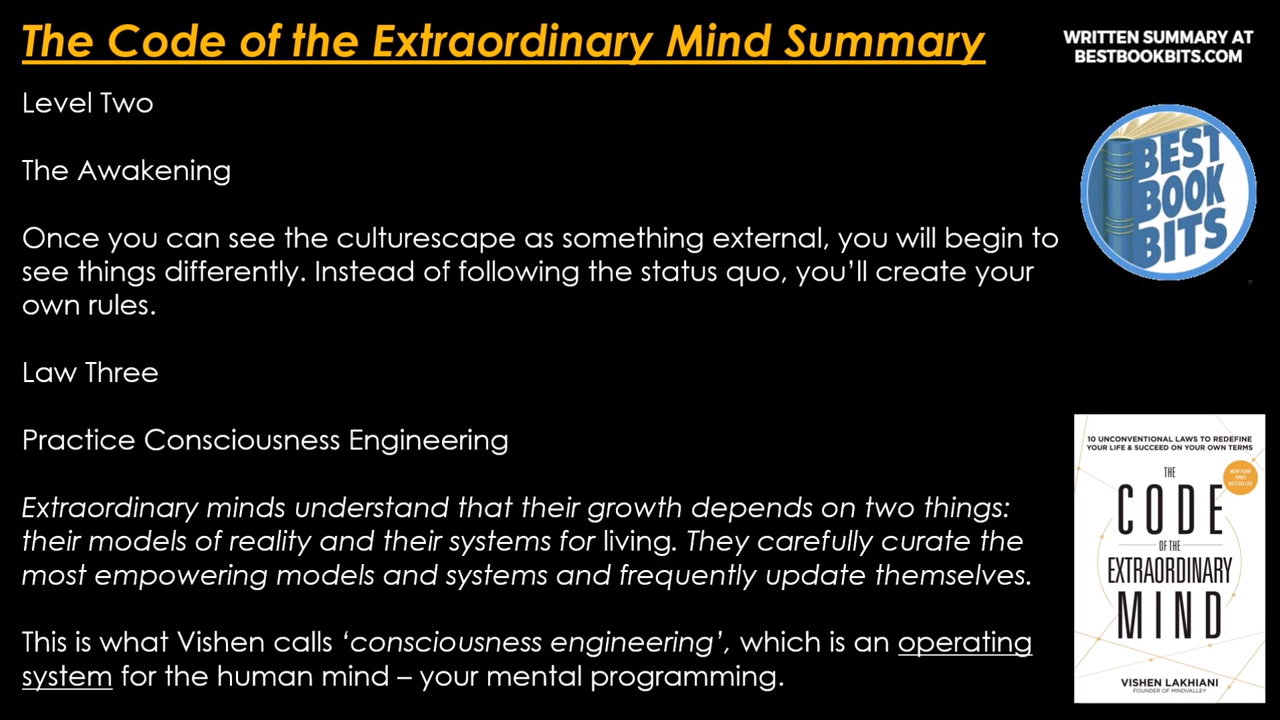 The Code of the Extraordinary Mind Summary
WRITTEN SUMMARY AT
BESTBOOKBITS.COM
Level Two
The Awakening
Once you can see the culturescape as something external, you will begin to
see things differently. Instead of following the status quo, you’ll create your
own rules.
Law Three
Practice Consciousness Engineering
Extraordinary minds understand that their growth depends on two things:
their models of reality and their systems for living. They carefully curate the
most empowering models and systems and frequently update themselves.
This is what Vishen calls ‘consciousness engineering’, which is an operating
system for the human mind – your mental programming.
BEST
BOOK
BITS
10 UNCONVENTIONAL LAWS TO REDEFINE
YOUR LIFE & SUCCEED ON YOUR OWN TERMS
NEW YORK
TIMES
BESTSELLER
THE
CODE
OF THE
EXTRAORDINARY
MIND
VISHEN LAKHIANI
FOUNDER OF MINDVALLEY